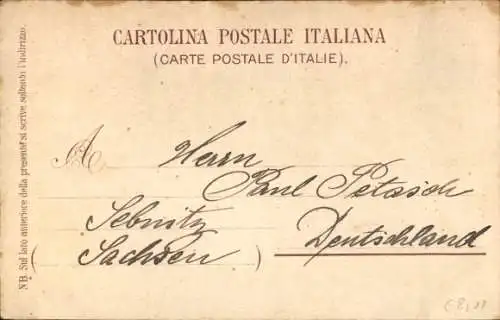 CARTOLINA POSTALE ITALIANA
(CARTE POSTALE D'ITALIE).
NB. Sul lato anteriore della presente si scrive soltanto l'indirizzo.
A Herrn
Paul Petasch
Sebnitz
(Sachsen)
Deutschland